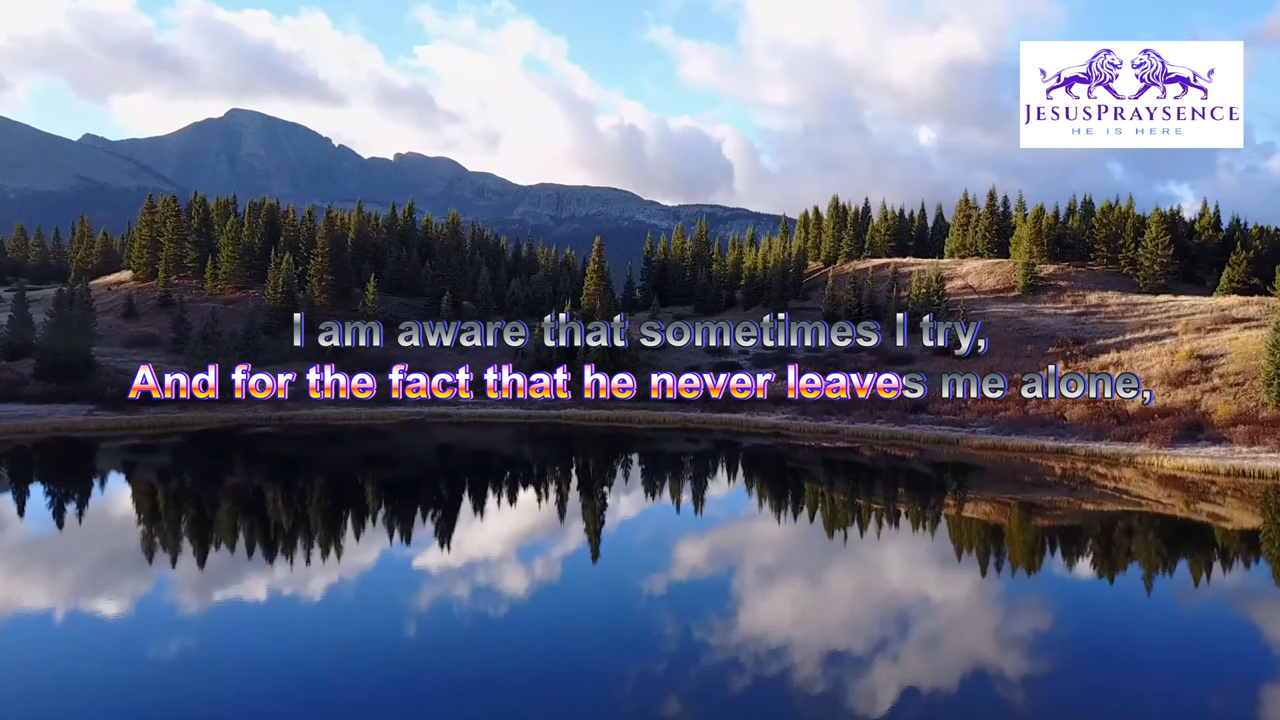 JesusPraysence
HE IS HERE
I am aware that sometimes I try,
And for the fact that he never leaves me alone,